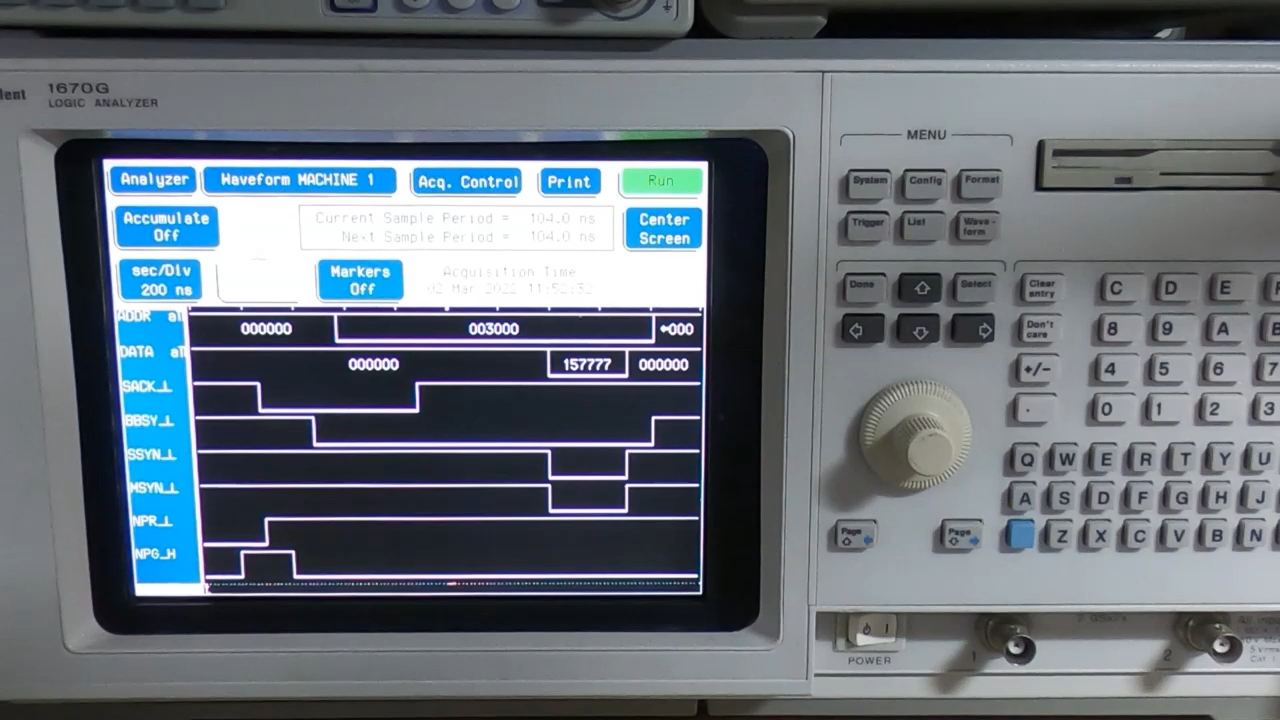 1670G
LOGIC ANALYZER
Analyzer Waveform MACHINE 1 Acq. Control Print Run
Accumulate
Off
Current Sample Period = 104.0 ns
Next Sample Period = 104.0 ns
Center
Screen
sec/Div
200 ns
Markers
Off
Acquisition Time
02 Mar 2022 11:52:52
ADDR 000000 003000 000
DATA 000000 157777 000000
SACK_L
BBSY_L
SSYN_L
MSYN_L
NPR_L
NPG_H
MENU
System Config Format
Trigger List Wave-
form
Done Select
Clear
entry
C D E F
Don't
care
8 9 A B
+/- 4 5 6 7
. 0 1 2 3
Q W E R T Y U
A S D F G H J
Page Page
Z X C V B N
POWER
1 2